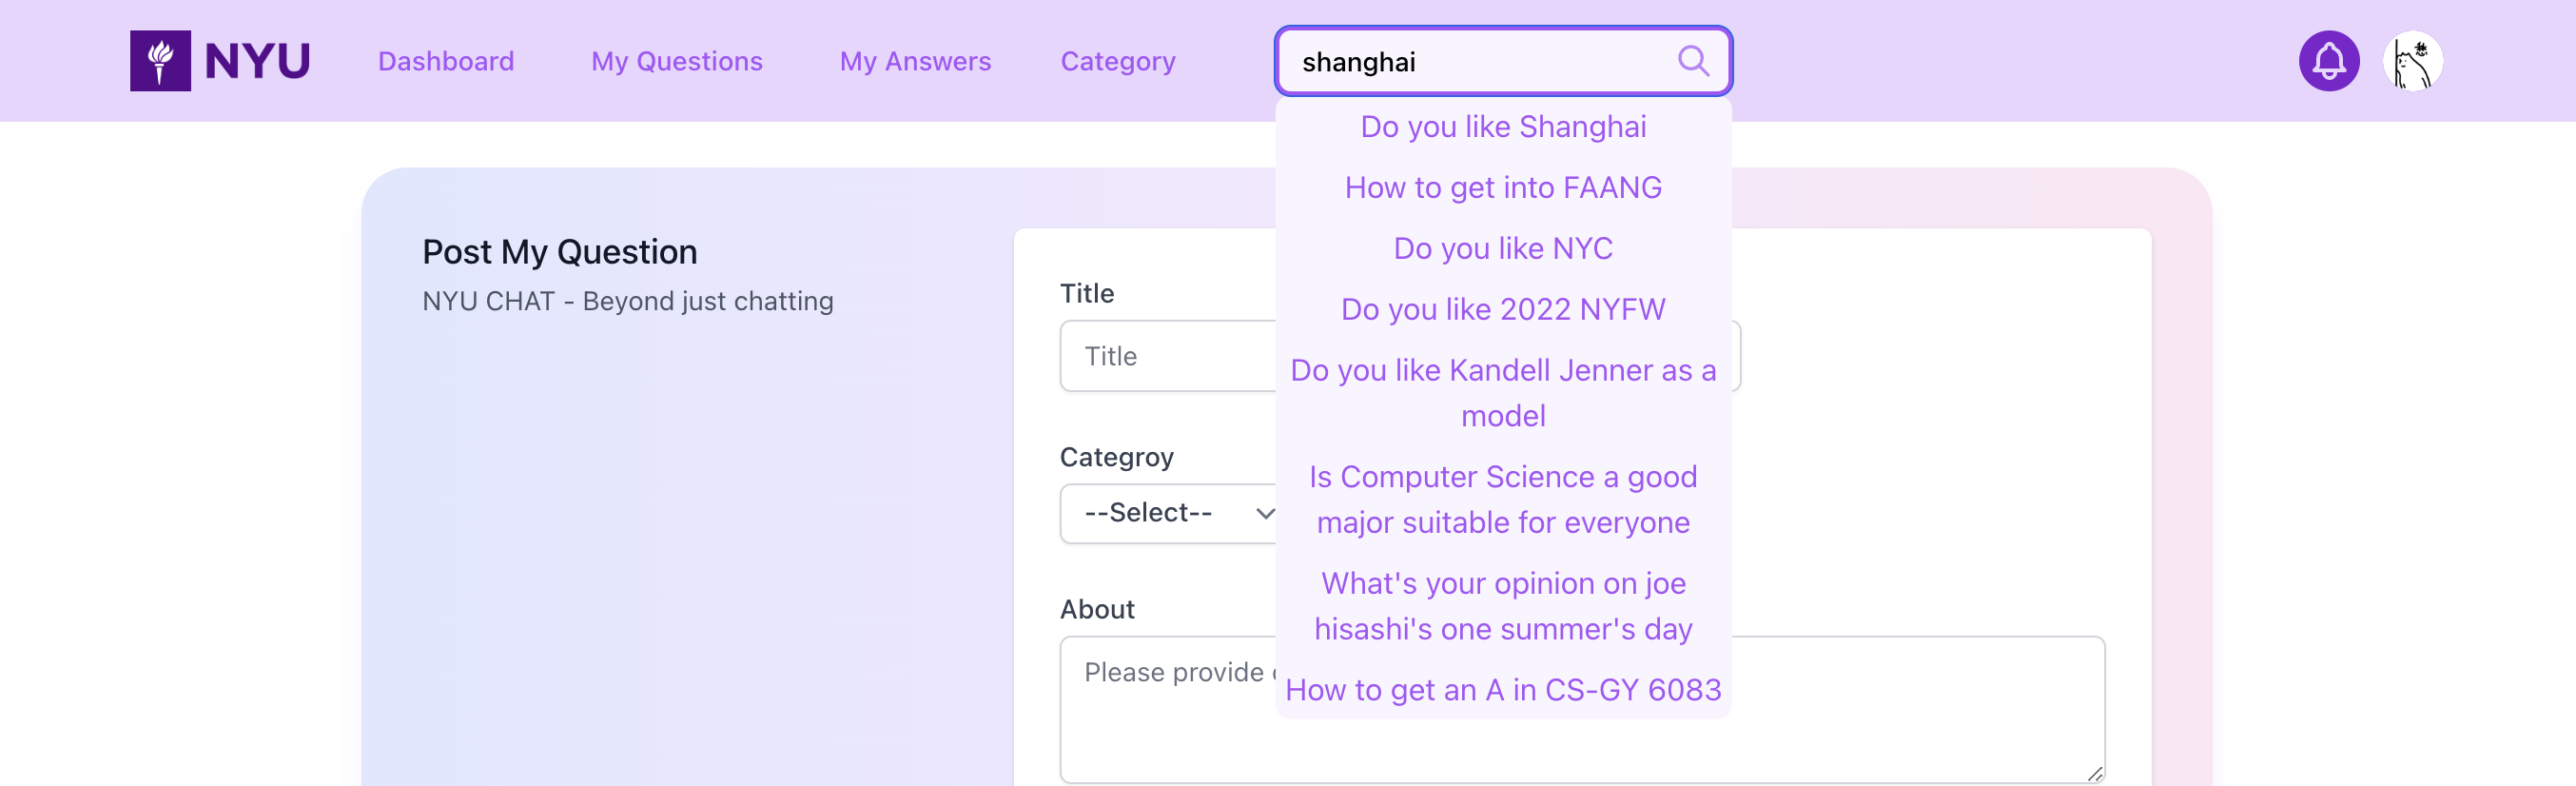 NYU
Dashboard
My Questions
My Answers
Category
shanghai
Do you like Shanghai
How to get into FAANG
Do you like NYC
Do you like 2022 NYFW
Do you like Kandell Jenner as a
model
Is Computer Science a good
major suitable for everyone
What's your opinion on joe
hisashi's one summer's day
How to get an A in CS-GY 6083
Post My Question
NYU CHAT - Beyond just chatting
Title
Title
Categroy
--Select--
About
Please provide